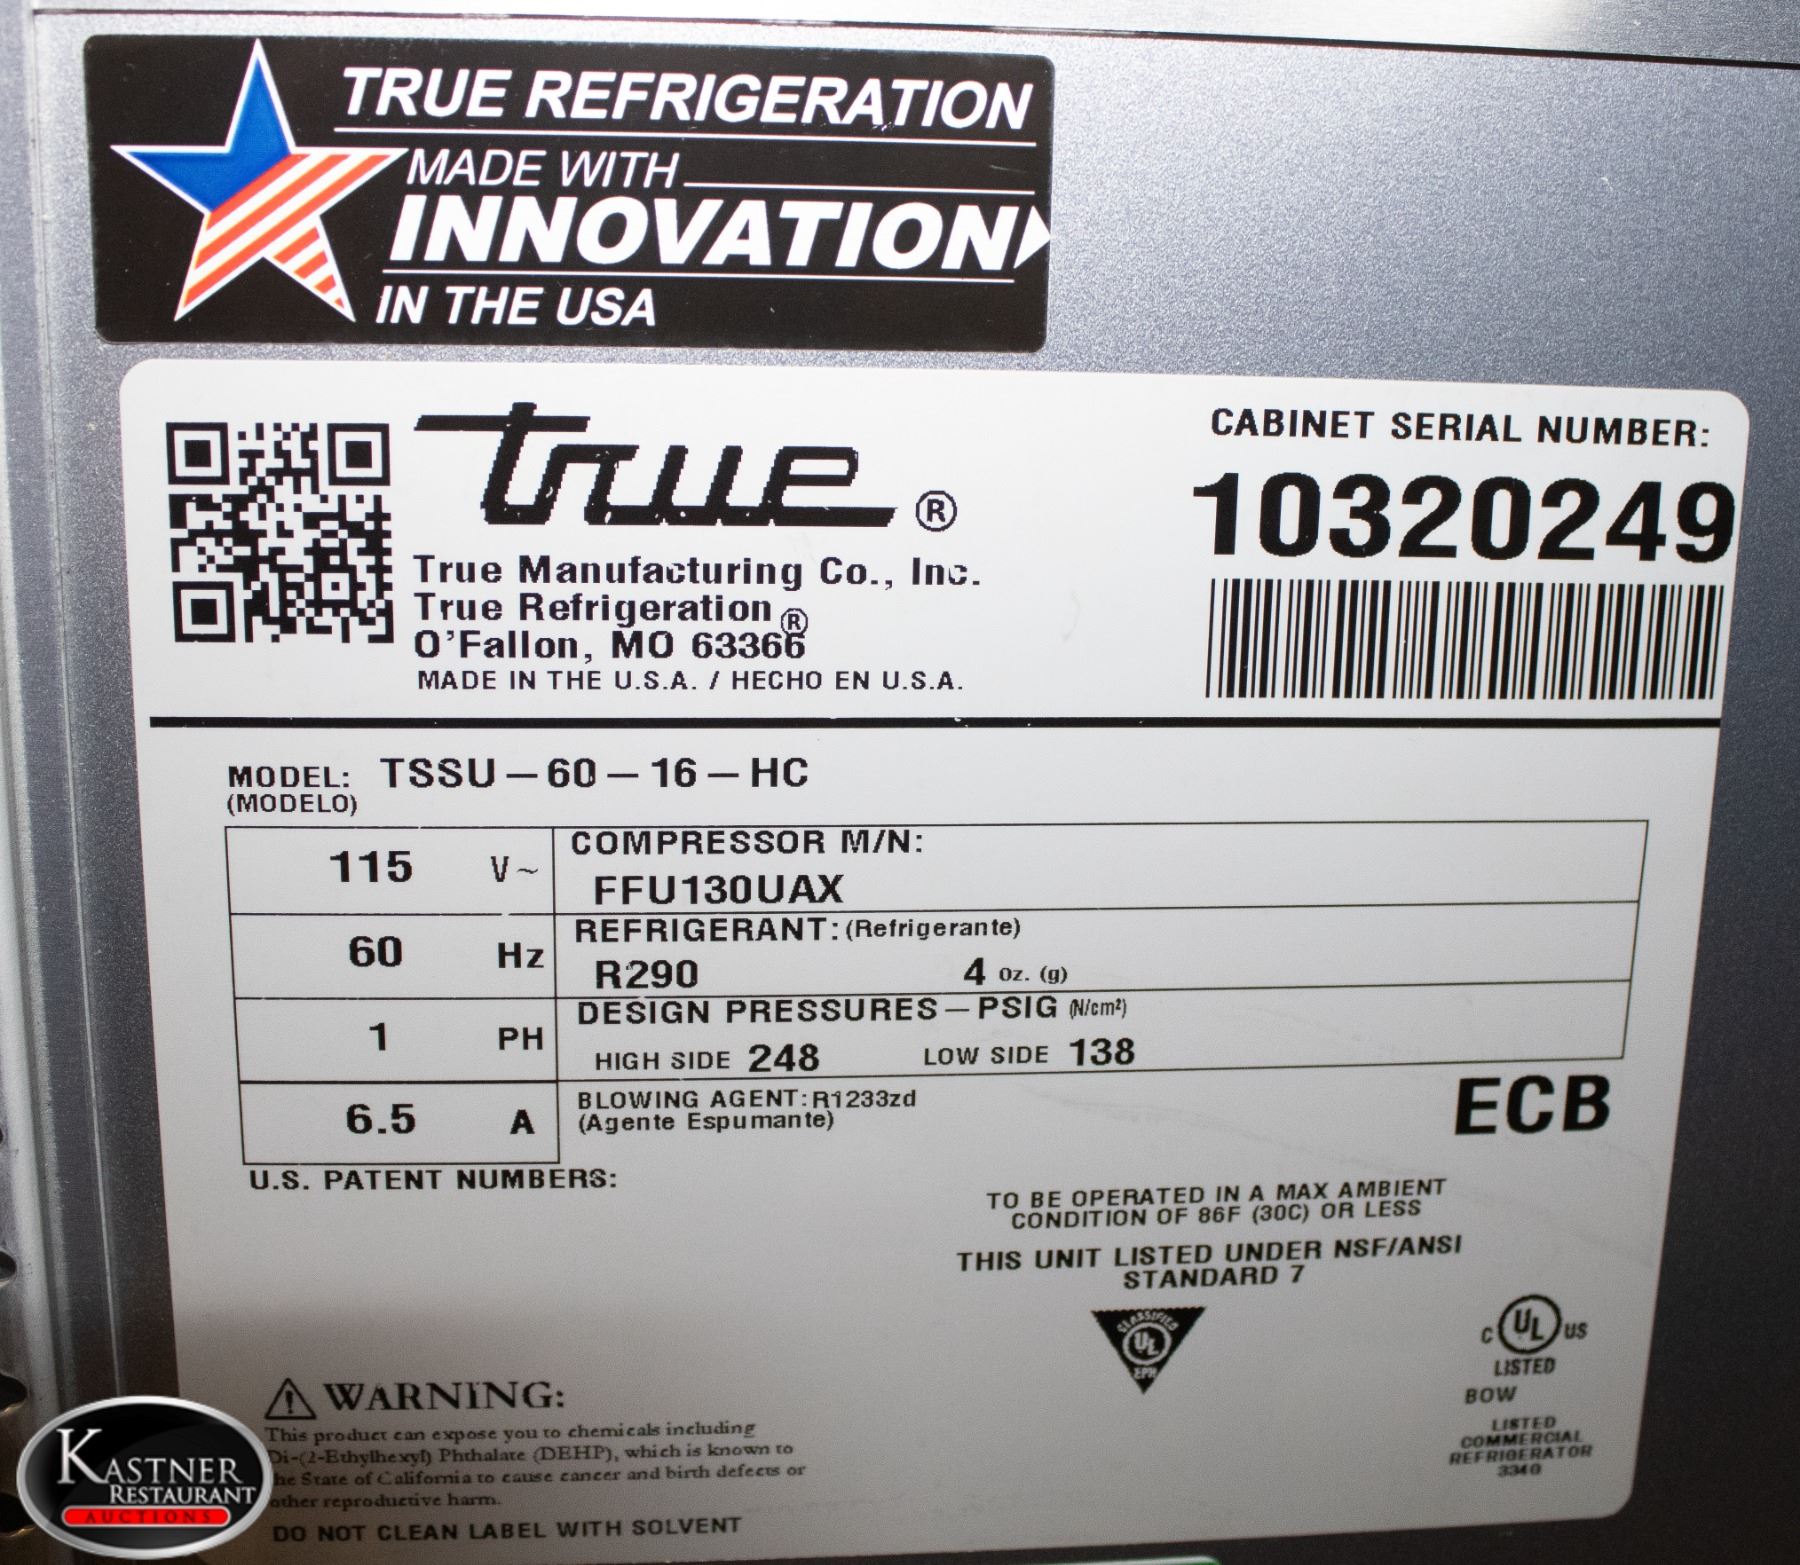 TRUE REFRIGERATION
MADE WITH
INNOVATION
IN THE USA
true®
True Manufacturing Co., Inc.
True Refrigeration®
O'Fallon, MO 63366
MADE IN THE U.S.A. / HECHO EN U.S.A.
CABINET SERIAL NUMBER:
10320249
MODEL: TSSU-60-16-HC
(MODELO)
115 V~
60 Hz
1 PH
6.5 A
COMPRESSOR M/N:
FFU130UAX
REFRIGERANT: (Refrigerante)
R290 4 oz. (g)
DESIGN PRESSURES-PSIG (N/cm²)
HIGH SIDE 248 LOW SIDE 138
BLOWING AGENT:R1233zd
(Agente Espumante)
ECB
U.S. PATENT NUMBERS:
TO BE OPERATED IN A MAX AMBIENT
CONDITION OF 86F (30C) OR LESS
THIS UNIT LISTED UNDER NSF/ANSI
STANDARD 7
CLASSIFIED
UL
EPH
C UL US
LISTED
BOW
LISTED
COMMERCIAL
REFRIGERATOR
WARNING:
This product can expose you to chemicals including
Di-(2-Ethylhexyl) Phthalate (DEHP), which is known to
the State of California to cause cancer and birth defects or
other reproductive harm.
DO NOT CLEAN LABEL WITH SOLVENT
KASTNER
RESTAURANT
AUCTIONS